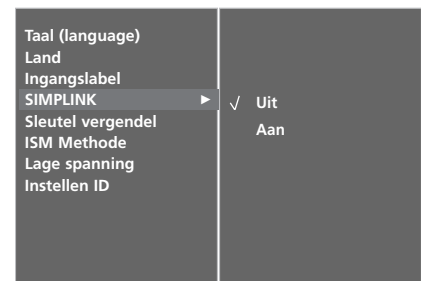 Taal (language)
Land
Ingangslabel
SIMPLINK ►
Sleutel vergendel
ISM Methode
Lage spanning
Instellen ID
√ Uit
Aan